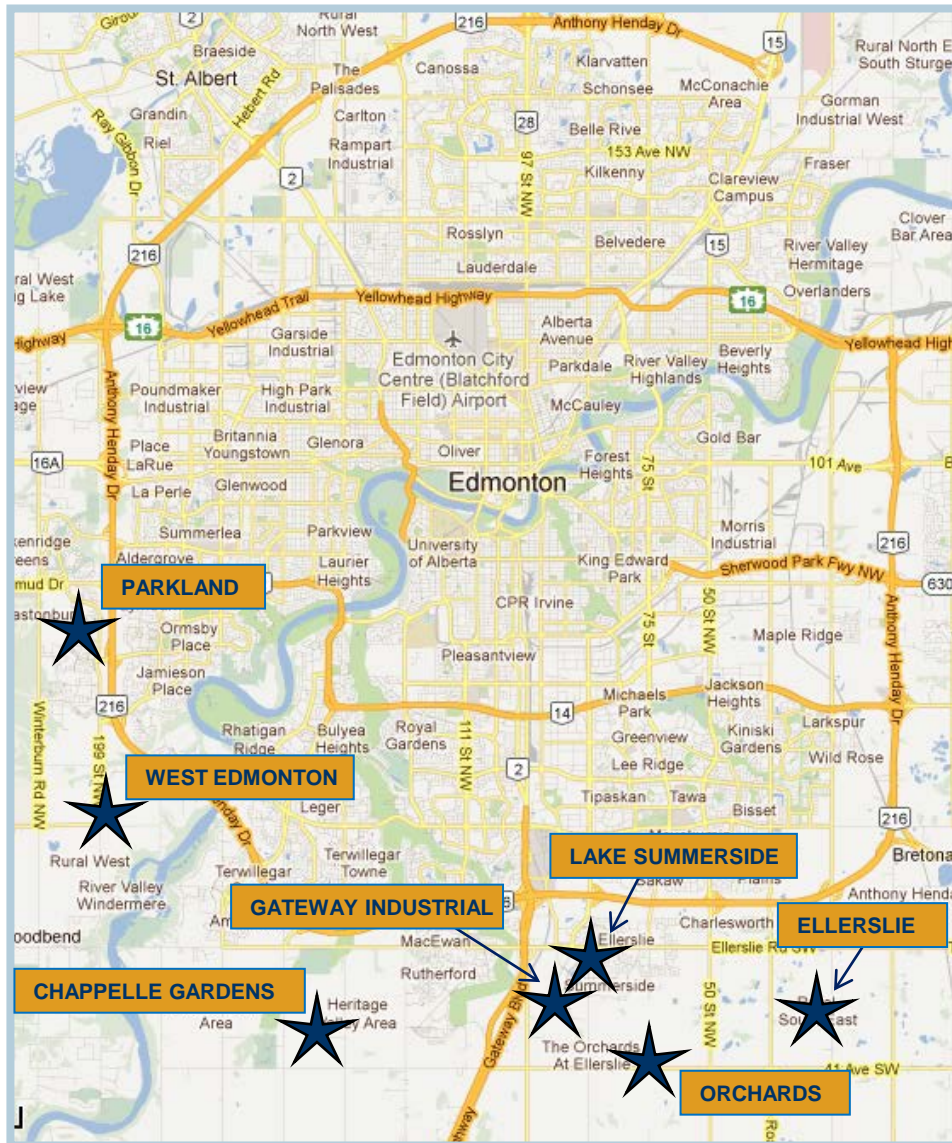 216
Anthony Henday Dr
15
Rural
North West
Braeside
St. Albert
Hebert Rd
The
Palisades
Canossa
Klarvatten
Schonsee
McConachie
Area
Grandin
Riel
Ray Gibbon Dr
Carlton
Rampart
Industrial
28
Belle Rive
153 Ave NW
Kilkenny
97 St NW
Gorman
Industrial West
Fraser
Clareview
Campus
2
216
Rosslyn
Belvedere
15
Lauderdale
River Valley
Hermitage
Clover
Bar Area
Overlanders
16
Yellowhead Trail
Yellowhead Highway
16
Garside
Industrial
Edmonton City
Centre (Blatchford
Field) Airport
Alberta
Avenue
Parkdale
River Valley
Highlands
Beverly
Heights
Anthony Henday Dr
Poundmaker
Industrial
High Park
Industrial
McCauley
Place
LaRue
Britannia
Youngstown
Glenora
Oliver
Gold Bar
16A
La Perle
Glenwood
Edmonton
Forest
Heights
75 St
101 Ave
Summerlea
Parkview
University
of Alberta
Morris
Industrial
216
Aldergrove
Laurier
Heights
King Edward
Park
Sherwood Park Fwy NW
630
PARKLAND
CPR Irvine
50 St NW
Ormsby
Place
75 St
Maple Ridge
Anthony Henday Dr
Pleasantview
Jamieson
Place
216
Michaels
Park
Jackson
Heights
Winterburn Rd NW
199 St
Rhatigan
Ridge
Bulyea
Heights
Royal
Gardens
111 St NW
14
Greenview
Kiniski
Gardens
Larkspur
2
Lee Ridge
Wild Rose
WEST EDMONTON
Leger
Tipaskan
Tawa
Bisset
216
Rural West
River Valley
Windermere
Terwillegar
Terwillegar
Towne
LAKE SUMMERSIDE
Bretona
GATEWAY INDUSTRIAL
Charlesworth
ELLERSLIE
MacEwan
Ellerslie
Ellerslie Rd SW
CHAPPELLE GARDENS
Rutherford
Summerside
Area
Heritage
Valley Area
Gateway Blvd
50 St NW
The Orchards
At Ellerslie
41 Ave SW
ORCHARDS